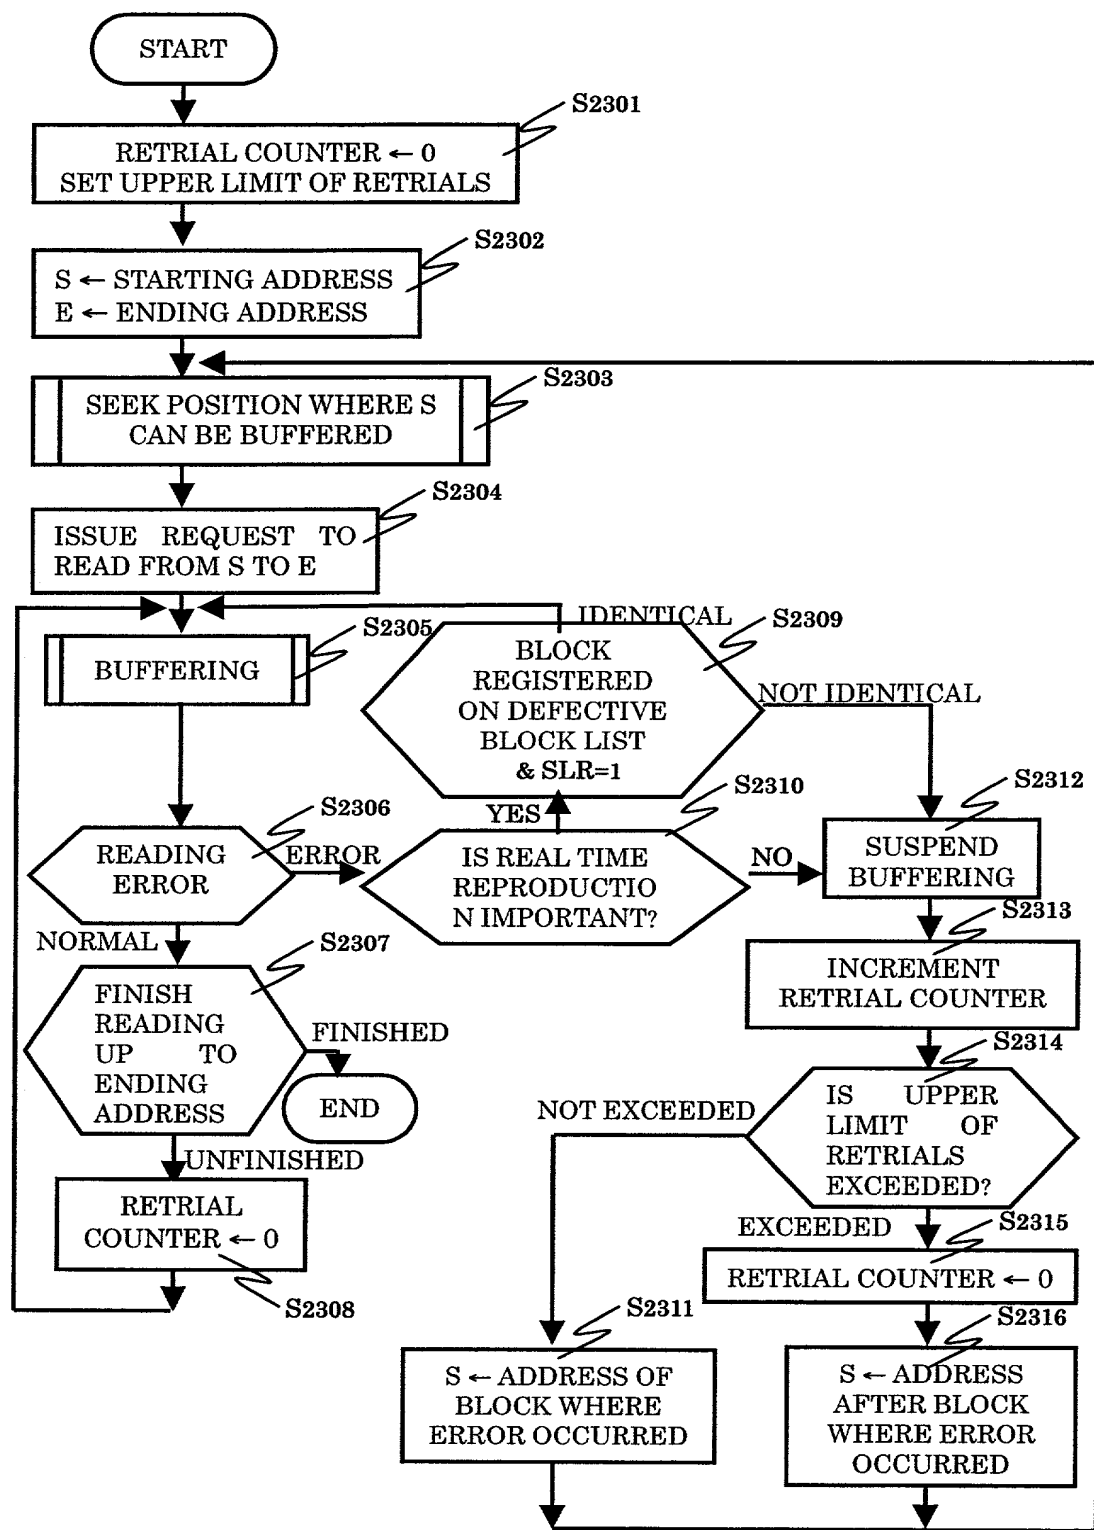 START
S2301
RETRIAL COUNTER ← 0
SET UPPER LIMIT OF RETRIALS
S2302
S ← STARTING ADDRESS
E ← ENDING ADDRESS
S2303
SEEK POSITION WHERE S
CAN BE BUFFERED
S2304
ISSUE REQUEST TO
READ FROM S TO E
IDENTICAL
S2309
S2305
BUFFERING
BLOCK
REGISTERED
ON DEFECTIVE
BLOCK LIST
& SLR=1
NOT IDENTICAL
S2310
S2312
YES
S2306
READING
ERROR
ERROR
IS REAL TIME
REPRODUCTIO
N IMPORTANT?
NO
SUSPEND
BUFFERING
S2313
NORMAL
S2307
INCREMENT
RETRIAL COUNTER
FINISH
READING
UP TO
ENDING
ADDRESS
FINISHED
END
S2314
NOT EXCEEDED
IS UPPER
LIMIT OF
RETRIALS
EXCEEDED?
UNFINISHED
RETRIAL
COUNTER ← 0
S2308
EXCEEDED
S2315
RETRIAL COUNTER ← 0
S2311
S2316
S ← ADDRESS OF
BLOCK WHERE
ERROR OCCURRED
S ← ADDRESS
AFTER BLOCK
WHERE ERROR
OCCURRED